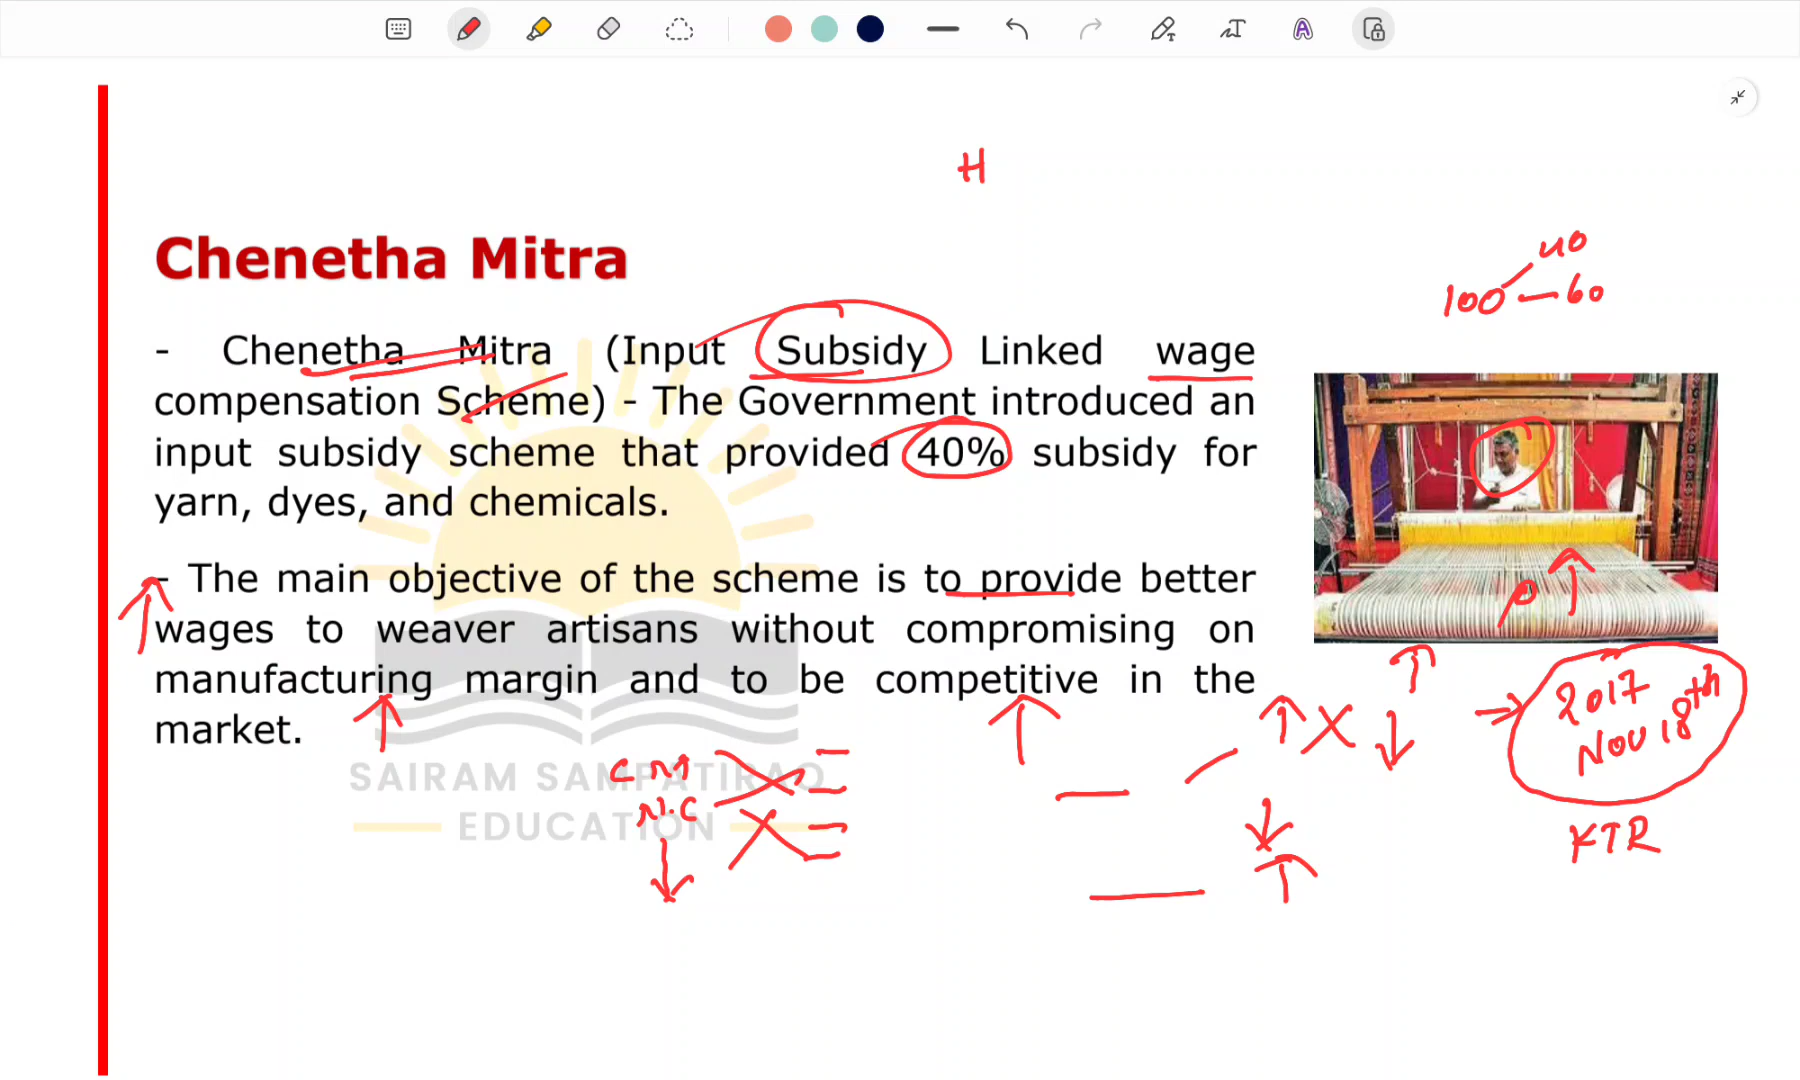 H
Chenetha Mitra
40
100 - 60
- Chenetha Mitra (Input Subsidy Linked wage
compensation Scheme) - The Government introduced an
input subsidy scheme that provided 40% subsidy for
yarn, dyes, and chemicals.
- The main objective of the scheme is to provide better
wages to weaver artisans without compromising on
manufacturing margin and to be competitive in the
market.
P
2017
Nov 18th
KTR
N.C
SAIRAM SAMPATIRAO
EDUCATION